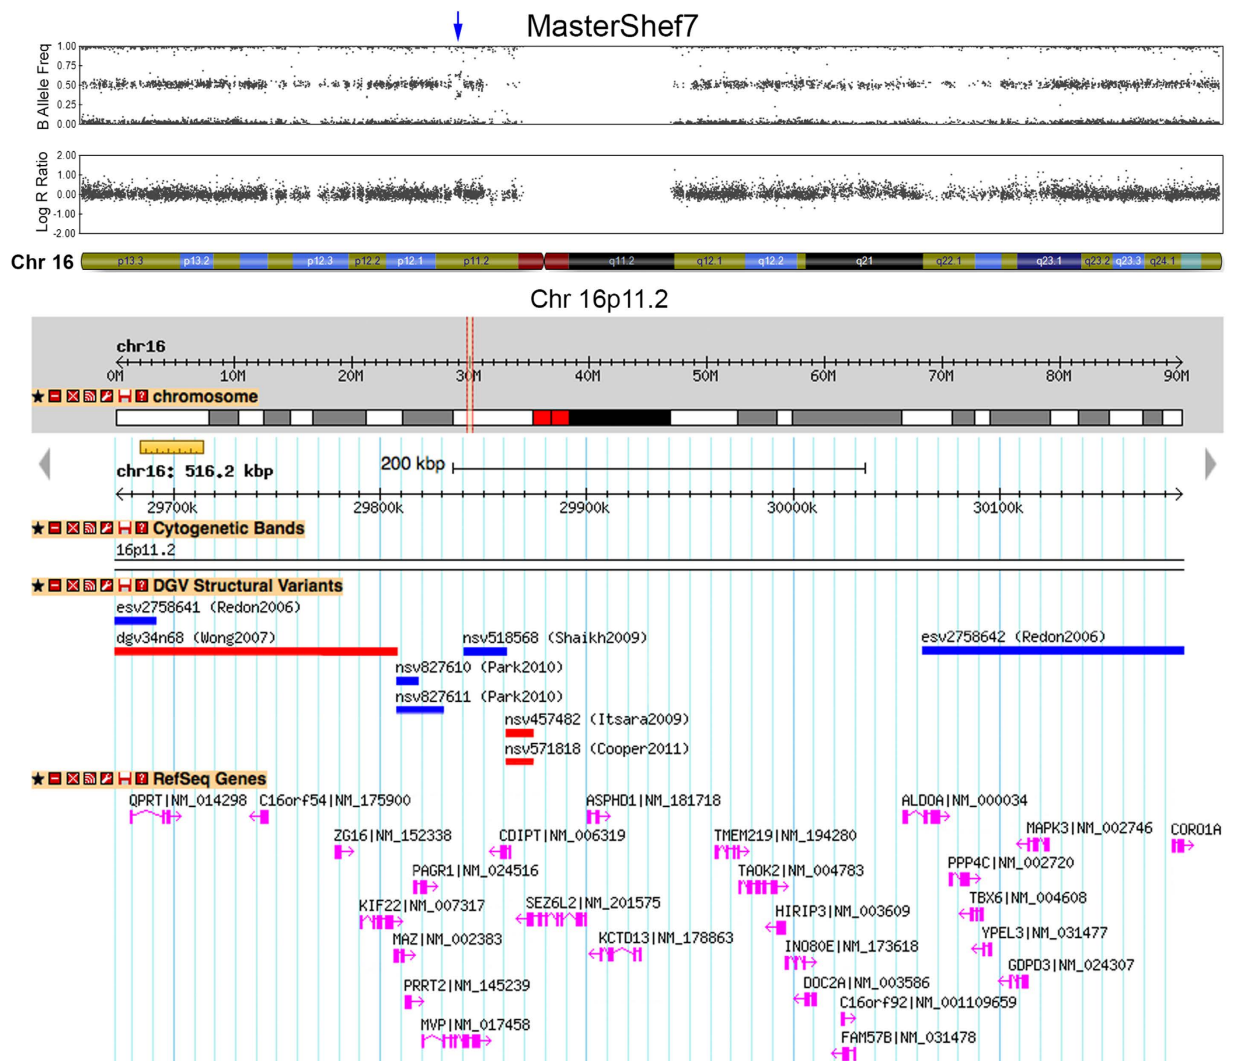 MasterShef7
B Allele Freq
1.00
0.75
0.50
0.25
0.00
Log R Ratio
2.00
1.00
0.00
-1.00
-2.00
Chr 16
p13.3 p13.2 p12.3 p12.2 p12.1 p11.2 q11.2 q12.1 q12.2 q21 q22.1 q23.1 q23.2 q23.3 q24.1
Chr 16p11.2
chr16
0M 10M 20M 30M 40M 50M 60M 70M 80M 90M
chromosome
200 kbp
chr16: 516.2 kbp
29700k 29800k 29900k 30000k 30100k
Cytogenetic Bands
16p11.2
DGV Structural Variants
esv2758641 (Redon2006)
dgv34n68 (Wong2007) nsv518568 (Shaikh2009) esv2758642 (Redon2006)
nsv827610 (Park2010)
nsv827611 (Park2010)
nsv457482 (Itsara2009)
nsv571818 (Cooper2011)
RefSeq Genes
QPRT|NM_014298 C16orf54|NM_175900 ASPHD1|NM_181718 ALDOA|NM_000034
MAPK3|NM_002746 CORO1A
ZG16|NM_152338 CDIPT|NM_006319 TMEM219|NM_194280
PPP4C|NM_002720
PAGR1|NM_024516 TAOK2|NM_004783
TBX6|NM_004608
KIF22|NM_007317 SEZ6L2|NM_201575 HIRIP3|NM_003609
YPEL3|NM_031477
MAZ|NM_002383 KCTD13|NM_178863 INO80E|NM_173618
GDPD3|NM_024307
PRRT2|NM_145239 DOC2A|NM_003586
C16orf92|NM_001109659
MVP|NM_017458
FAM57B|NM_031478